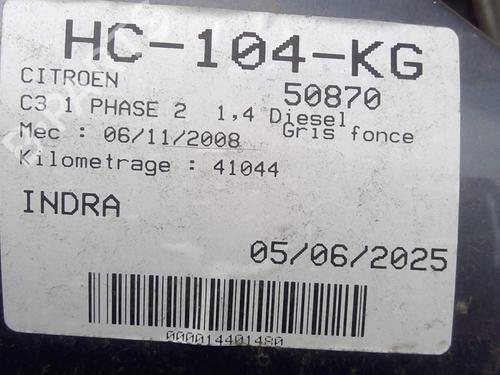 HC-104-KG
CITROEN 50870
C3 1 PHASE 2 1,4 Diesel
Mec : 06/11/2008 Gris fonce
Kilometrage : 41044
INDRA
05/06/2025
000014401480